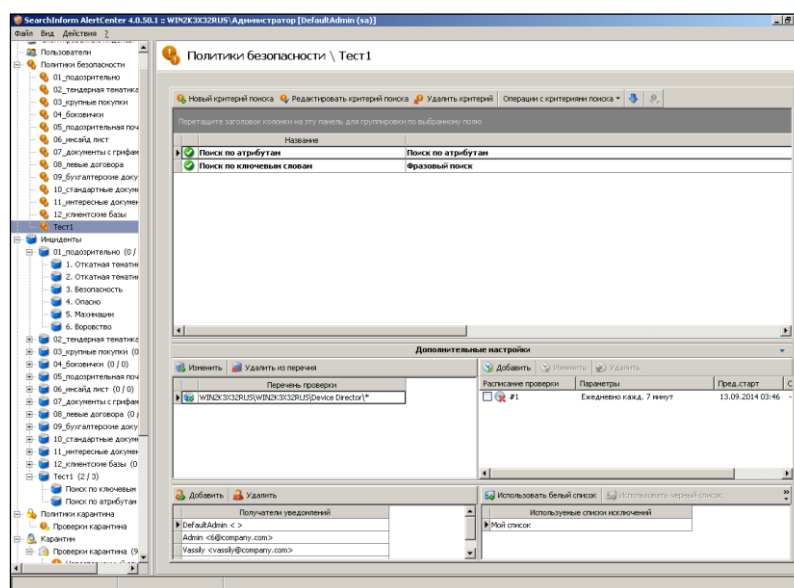 SearchInform AlertCenter 4.0.50.1 :: WIN2K3X32RUS\Администратор [DefaultAdmin (sa)]
Файл Вид Действия ?
Пользователи
Политики безопасности
01_подозрительно
02_тендерная тематика
03_крупные покупки
04_боковички
05_подозрительная поч
06_инсайд лист
07_документы с грифам
08_левые договора
09_бухгалтерские доку
10_стандартные докуме
11_интересные докумен
12_клиентские базы
Тест1
Инциденты
01_подозрительно (0 /
1. Откатная тематик
2. Откатная тематик
3. Безопасность
4. Опасно
5. Махинации
6. Воровство
02_тендерная тематика
03_крупные покупки (0
04_боковички (0 / 0)
05_подозрительная поч
06_инсайд лист (0 / 0)
07_документы с грифам
08_левые договора (0 /
09_бухгалтерские доку
10_стандартные докуме
11_интересные докумен
12_клиентские базы (0
Тест1 (2 / 3)
Поиск по ключевым
Поиск по атрибутам
Политики карантина
Проверки карантина
Карантин
Проверки карантина (9
Политики безопасности \ Тест1
Новый критерий поиска Редактировать критерий поиска Удалить критерий Операции с критериями поиска
Перетащите заголовок колонки на эту панель для группировки по выбранному полю
Название
Поиск по атрибутам Поиск по атрибутам
Поиск по ключевым словам Фразовый поиск
Дополнительные настройки
Изменить Удалить из перечня
Перечень проверки
WIN2K3X32RUS\WIN2K3X32RUS\Device Director\*
Добавить Изменить Удалить
Расписание проверки Параметры Пред.старт С
#1 Ежедневно кажд. 7 минут 13.09.2014 03:46 -
Добавить Удалить
Получатели уведомлений
DefaultAdmin < >
Admin <6@company.com>
Vassily <vassily@company.com>
Использовать белый список Использовать черный список
Используемые списки исключений
Мой список